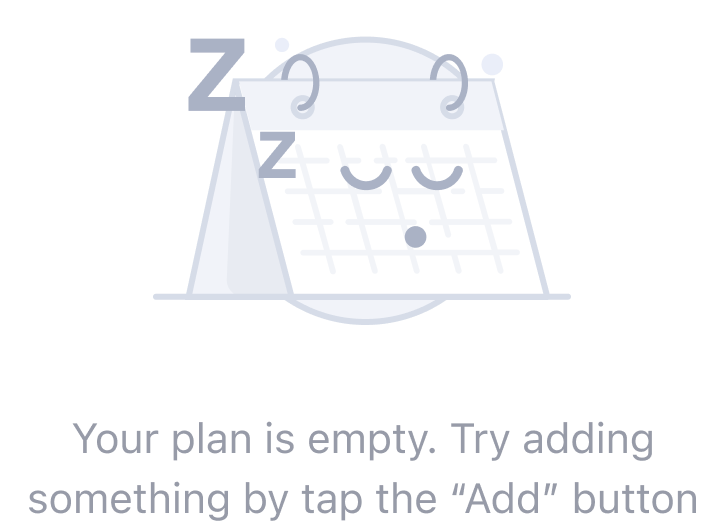 Z
Z
Your plan is empty. Try adding
something by tap the “Add” button